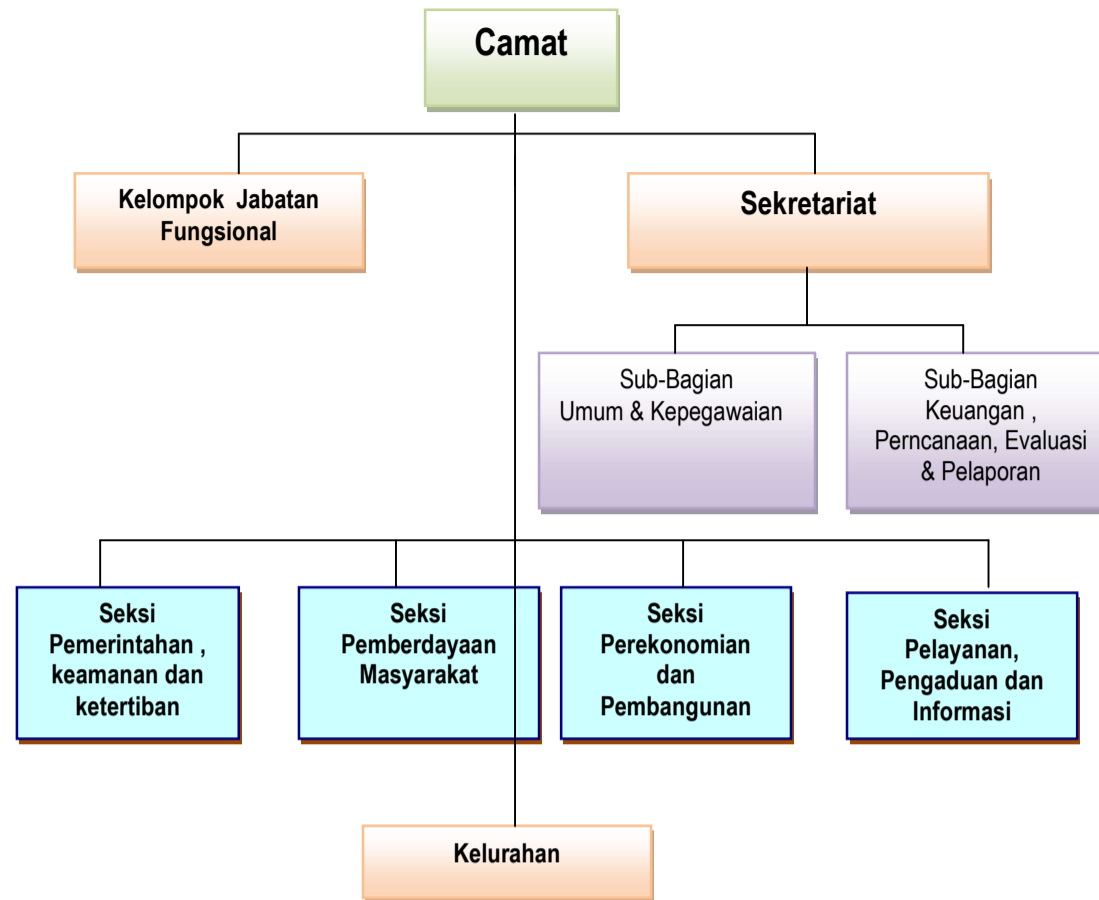 Camat
Kelompok Jabatan
Fungsional
Sekretariat
Sub-Bagian
Umum & Kepegawaian
Sub-Bagian
Keuangan ,
Perncanaan, Evaluasi
& Pelaporan
Seksi
Pemerintahan ,
keamanan dan
ketertiban
Seksi
Pemberdayaan
Masyarakat
Seksi
Perekonomian
dan
Pembangunan
Seksi
Pelayanan,
Pengaduan dan
Informasi
Kelurahan